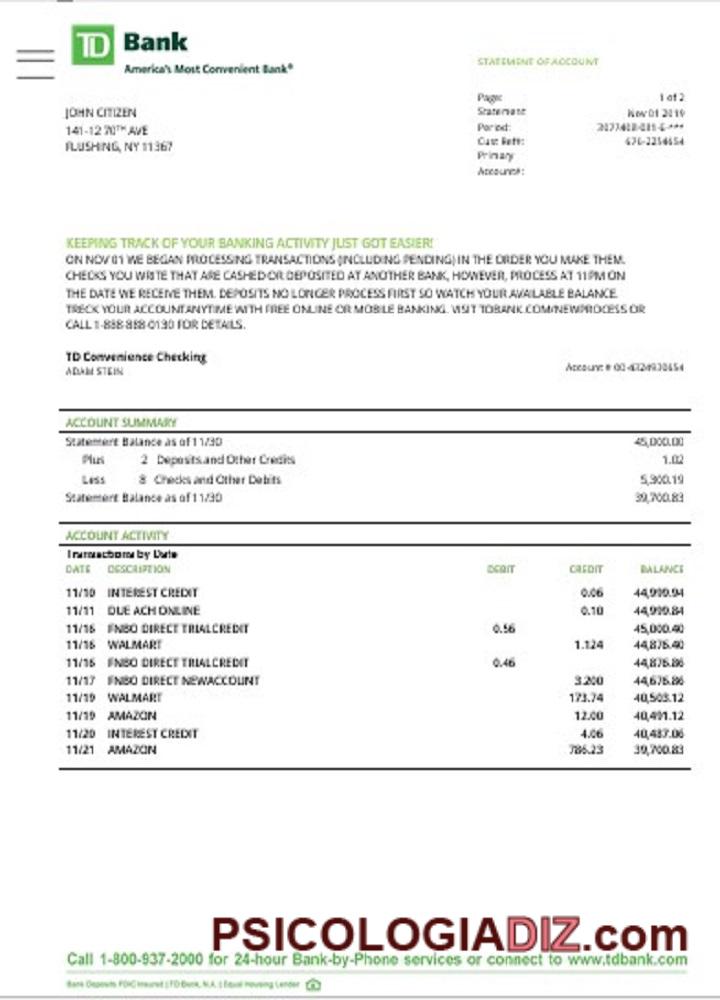 TD Bank
America's Most Convenient Bank®
STATEMENT OF ACCOUNT
JOHN CITIZEN
141-12 70TH AVE
FLUSHING, NY 11367
Page: 1 of 2
Statement Nov 01 2019
Period:
Cust Ref#: 676-2254654
Primary
Account#:
KEEPING TRACK OF YOUR BANKING ACTIVITY JUST GOT EASIER!
ON NOV 01 WE BEGAN PROCESSING TRANSACTIONS (INCLUDING PENDING) IN THE ORDER YOU MAKE THEM.
CHECKS YOU WRITE THAT ARE CASHED OR DEPOSITED AT ANOTHER BANK, HOWEVER, PROCESS AT 11PM ON
THE DATE WE RECEIVE THEM. DEPOSITS NO LONGER PROCESS FIRST SO WATCH YOUR AVAILABLE BALANCE.
TRECK YOUR ACCOUNTANYTIME WITH FREE ONLINE OR MOBILE BANKING. VISIT TDBANK.COM/NEWPROCESS OR
CALL 1-888-888-0130 FOR DETAILS.
TD Convenience Checking
ADAM STEIN
Account #
ACCOUNT SUMMARY
Statement Balance as of 11/30 45,000.00
Plus 2 Deposits and Other Credits 1.02
Less 8 Checks and Other Debits 5,300.19
Statement Balance as of 11/30 39,700.83
ACCOUNT ACTIVITY
Transactions by Date
DATE DESCRIPTION DEBIT CREDIT BALANCE
11/10 INTEREST CREDIT 0.06 44,999.94
11/11 DUE ACH ONLINE 0.10 44,999.84
11/16 FNBO DIRECT TRIALCREDIT 0.56 45,000.40
11/16 WALMART 1.124 44,876.40
11/16 FNBO DIRECT TRIALCREDIT 0.46 44,876.86
11/17 FNBO DIRECT NEWACCOUNT 3.200 44,676.86
11/19 WALMART 173.74 40,503.12
11/19 AMAZON 12.00 40,491.12
11/20 INTEREST CREDIT 4.06 40,487.06
11/21 AMAZON 786.23 39,700.83
PSICOLOGIADIZ.com
Call 1-800-937-2000 for 24-hour Bank-by-Phone services or connect to www.tdbank.com
Bank Deposits FDIC Insured | TD Bank, N.A. | Equal Housing Lender